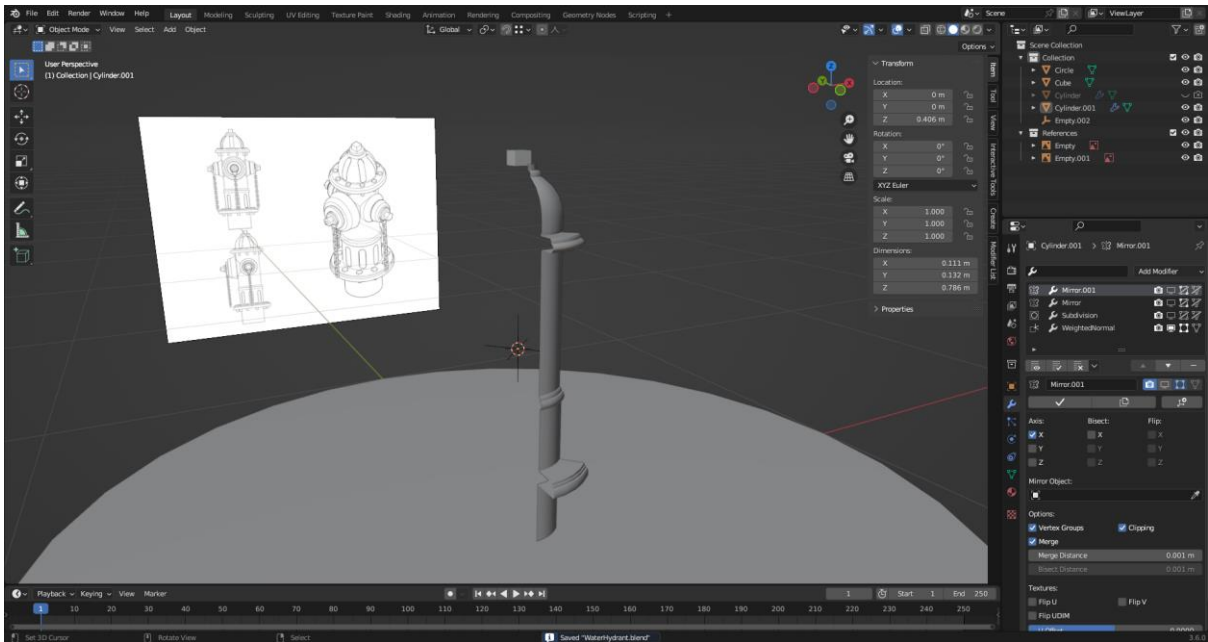 File Edit Render Window Help Layout Modeling Sculpting UV Editing Texture Paint Shading Animation Rendering Compositing Geometry Nodes Scripting + Scene ViewLayer
Object Mode View Select Add Object Global
Options
User Perspective
(1) Collection | Cylinder.001
Transform
Location:
X 0 m
Y 0 m
Z 0.406 m
Rotation:
X 0°
Y 0°
Z 0°
XYZ Euler
Scale:
X 1.000
Y 1.000
Z 1.000
Dimensions:
X 0.111 m
Y 0.132 m
Z 0.786 m
Properties
Item
Tool
View
Interactive Tools
Create
Modifier List
Z
Y
X
Scene Collection
Collection
Circle
Cube
Cylinder
Cylinder.001
Empty.002
References
Empty
Empty.001
Cylinder.001 > Mirror.001
Add Modifier
Mirror.001
Mirror
Subdivision
WeightedNormal
Mirror.001
Axis: Bisect: Flip:
X X X
Y Y Y
Z Z Z
Mirror Object:
Options:
Vertex Groups Clipping
Merge
Merge Distance 0.001 m
Bisect Distance 0.001 m
Textures:
Flip U Flip V
Flip UDIM
U Offset 0.0000
Playback Keying View Marker 1 Start 1 End 250
1 10 20 30 40 50 60 70 80 90 100 110 120 130 140 150 160 170 180 190 200 210 220 230 240 250
Set 3D Cursor Rotate View Select Saved "WaterHydrant.blend" 3.6.0